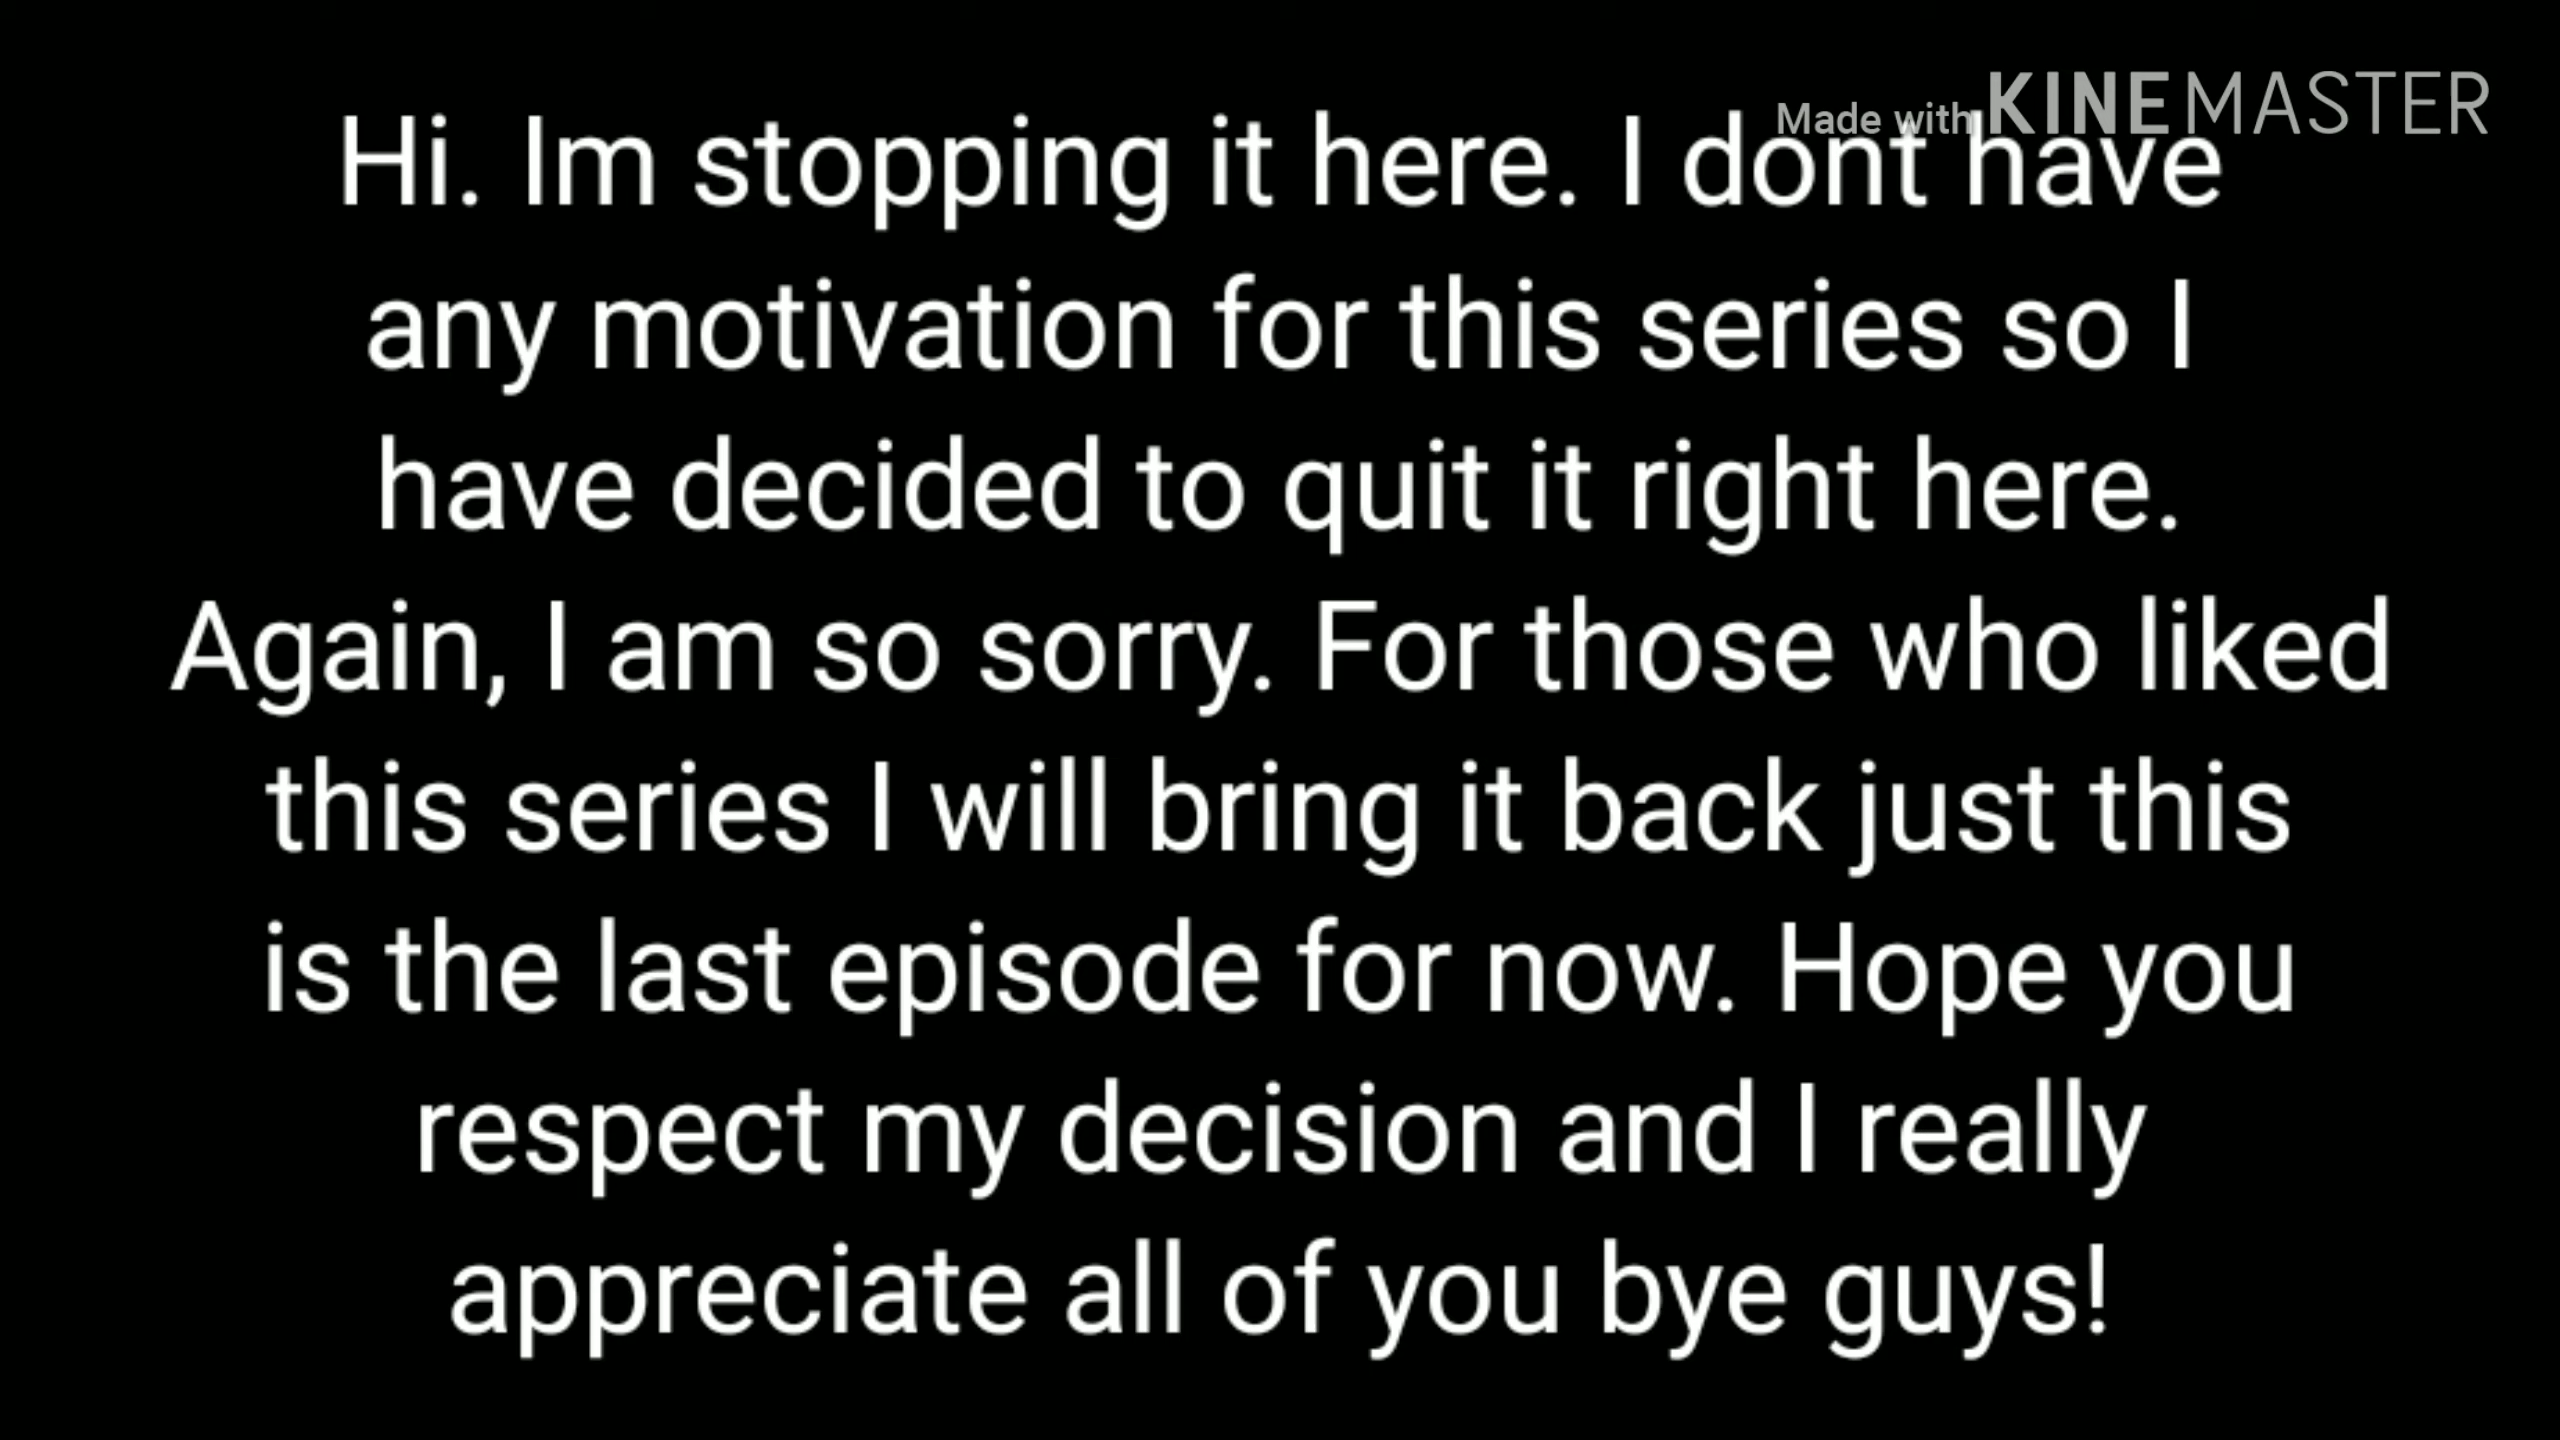 Made with KINEMASTER
Hi. Im stopping it here. I dont have
any motivation for this series so I
have decided to quit it right here.
Again, I am so sorry. For those who liked
this series I will bring it back just this
is the last episode for now. Hope you
respect my decision and I really
appreciate all of you bye guys!